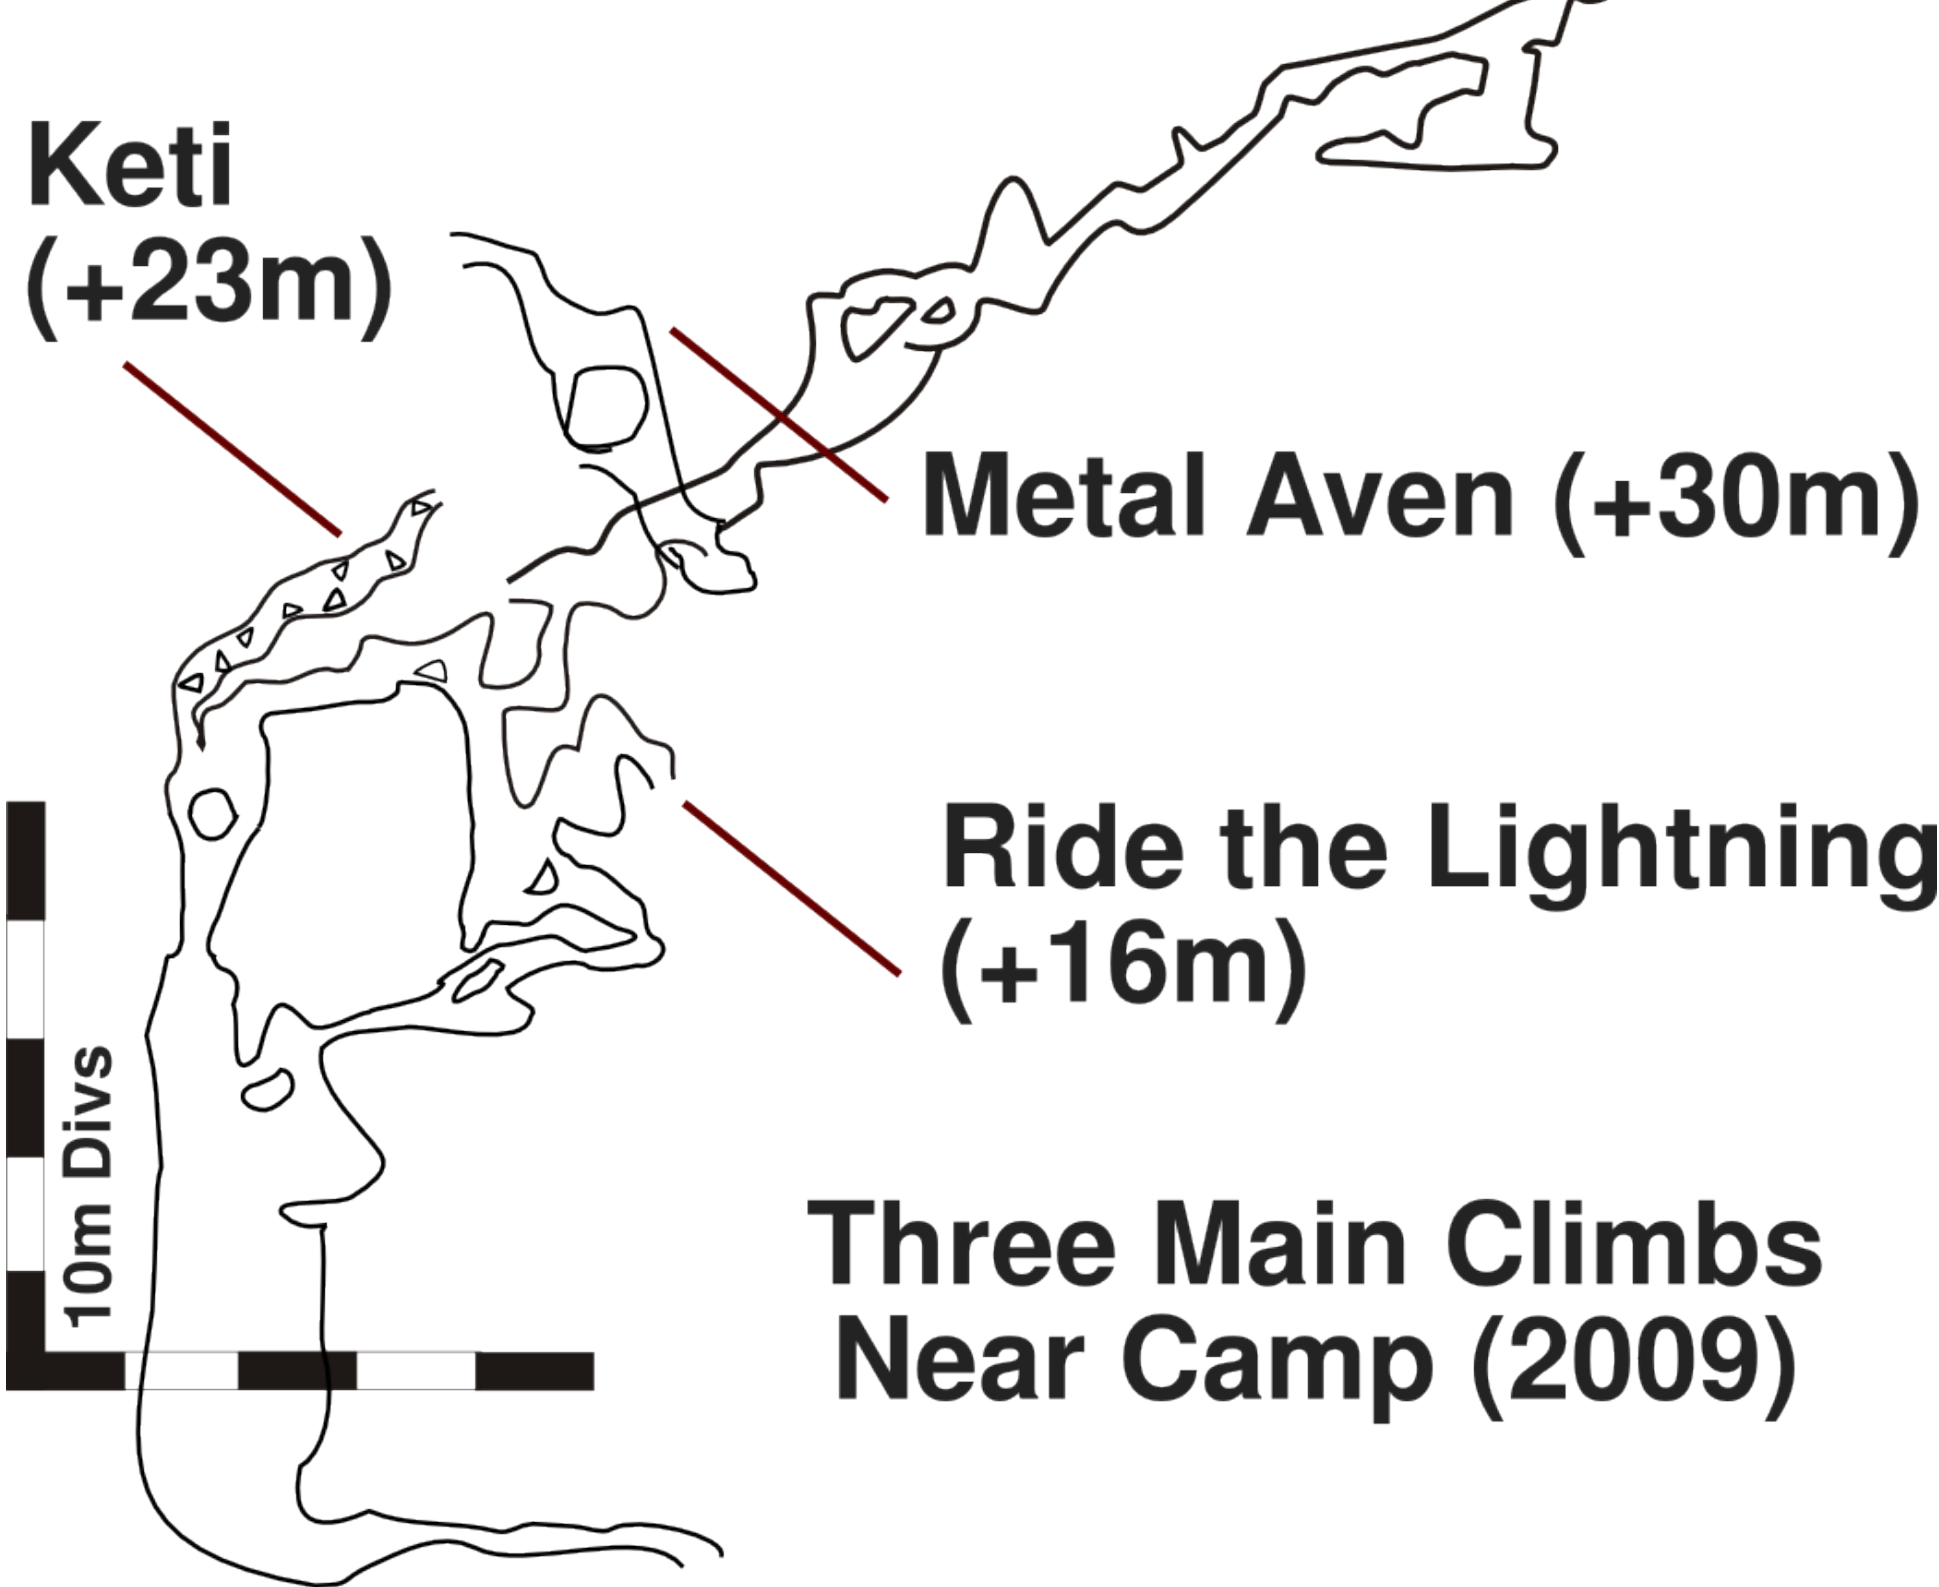 Keti
(+23m)
Metal Aven (+30m)
Ride the Lightning
(+16m)
10m Divs
Three Main Climbs
Near Camp (2009)